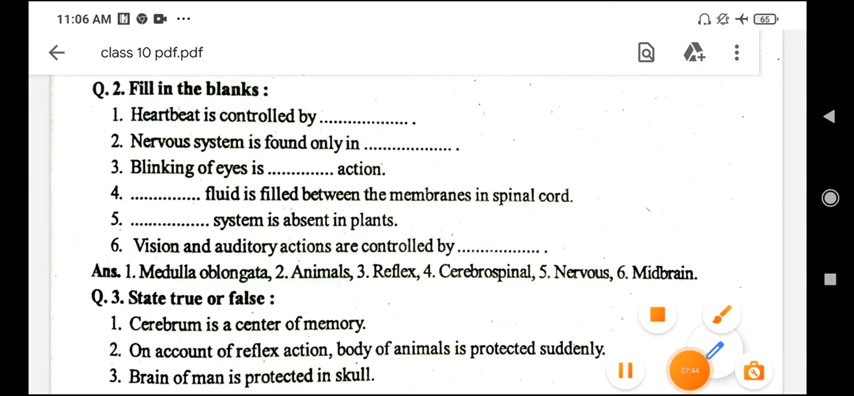 11:06 AM
65
class 10 pdf.pdf
Q. 2. Fill in the blanks :
1. Heartbeat is controlled by ................... .
2. Nervous system is found only in ................... .
3. Blinking of eyes is .............. action.
4. ............... fluid is filled between the membranes in spinal cord.
5. ................. system is absent in plants.
6. Vision and auditory actions are controlled by .................. .
Ans. 1. Medulla oblongata, 2. Animals, 3. Reflex, 4. Cerebrospinal, 5. Nervous, 6. Midbrain.
Q. 3. State true or false :
1. Cerebrum is a center of memory.
2. On account of reflex action, body of animals is protected suddenly.
3. Brain of man is protected in skull.
07:44